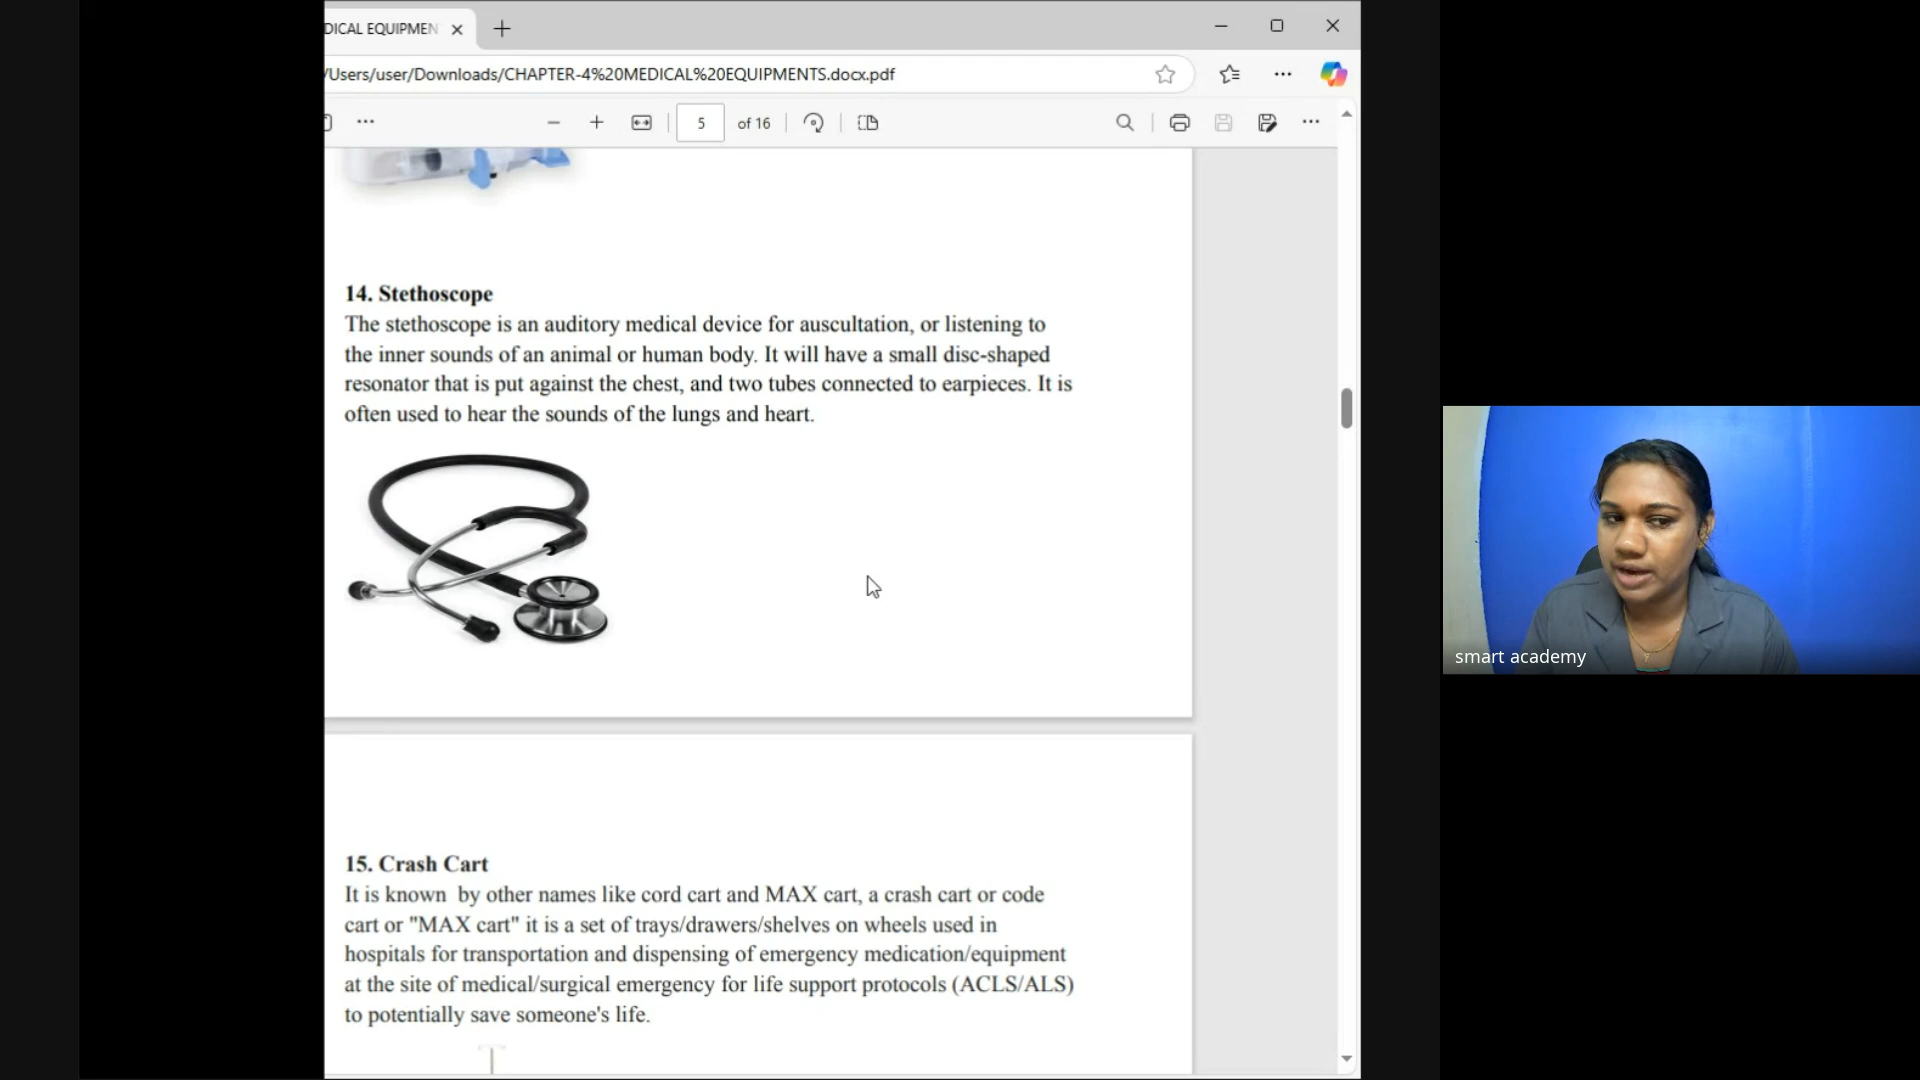 DICAL EQUIPMEN
/Users/user/Downloads/CHAPTER-4%20MEDICAL%20EQUIPMENTS.docx.pdf
5 of 16
14. Stethoscope
The stethoscope is an auditory medical device for auscultation, or listening to
the inner sounds of an animal or human body. It will have a small disc-shaped
resonator that is put against the chest, and two tubes connected to earpieces. It is
often used to hear the sounds of the lungs and heart.
smart academy
15. Crash Cart
It is known  by other names like cord cart and MAX cart, a crash cart or code
cart or "MAX cart" it is a set of trays/drawers/shelves on wheels used in
hospitals for transportation and dispensing of emergency medication/equipment
at the site of medical/surgical emergency for life support protocols (ACLS/ALS)
to potentially save someone's life.